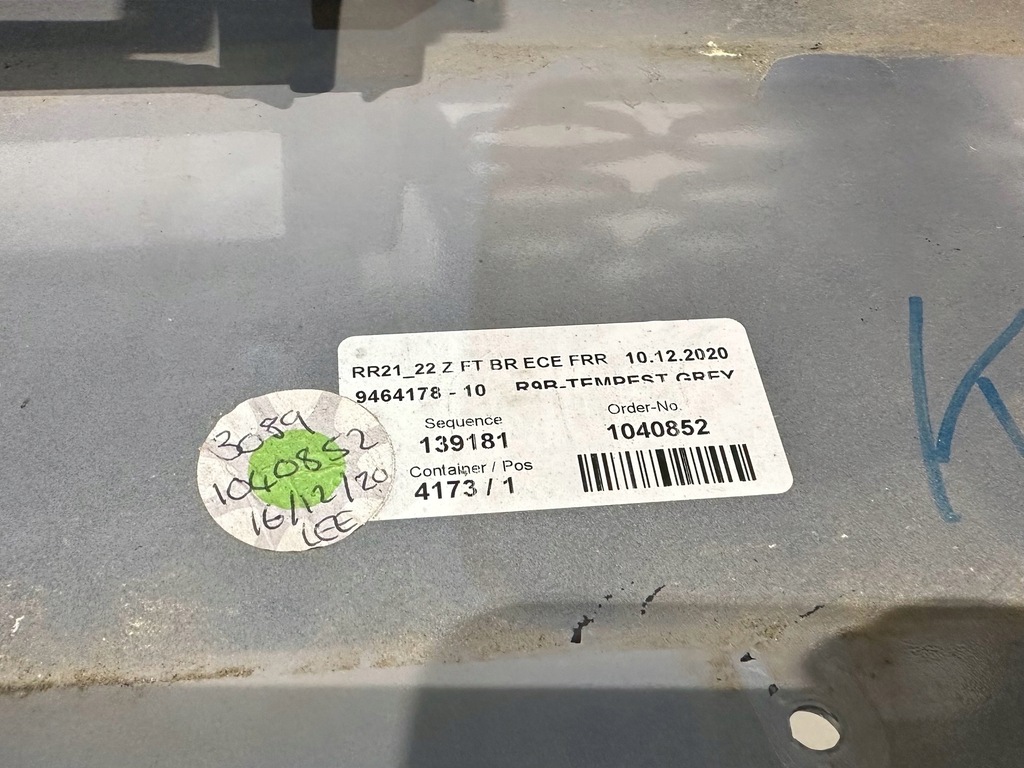 RR21_22 Z FT BR ECE FRR 10.12.2020
9464178 - 10 B9B-TEMPEST GREY
Sequence
139181
Order-No.
1040852
Container / Pos
4173 / 1
3089
1040852
16/12/20
LEE
K